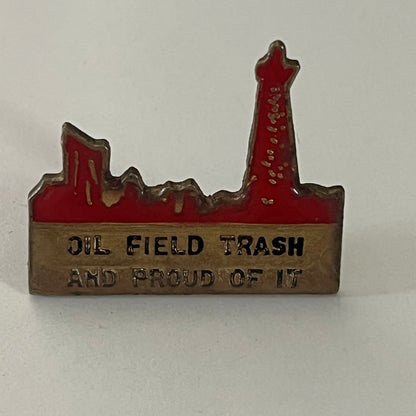 OIL FIELD TRASH
AND PROUD OF IT